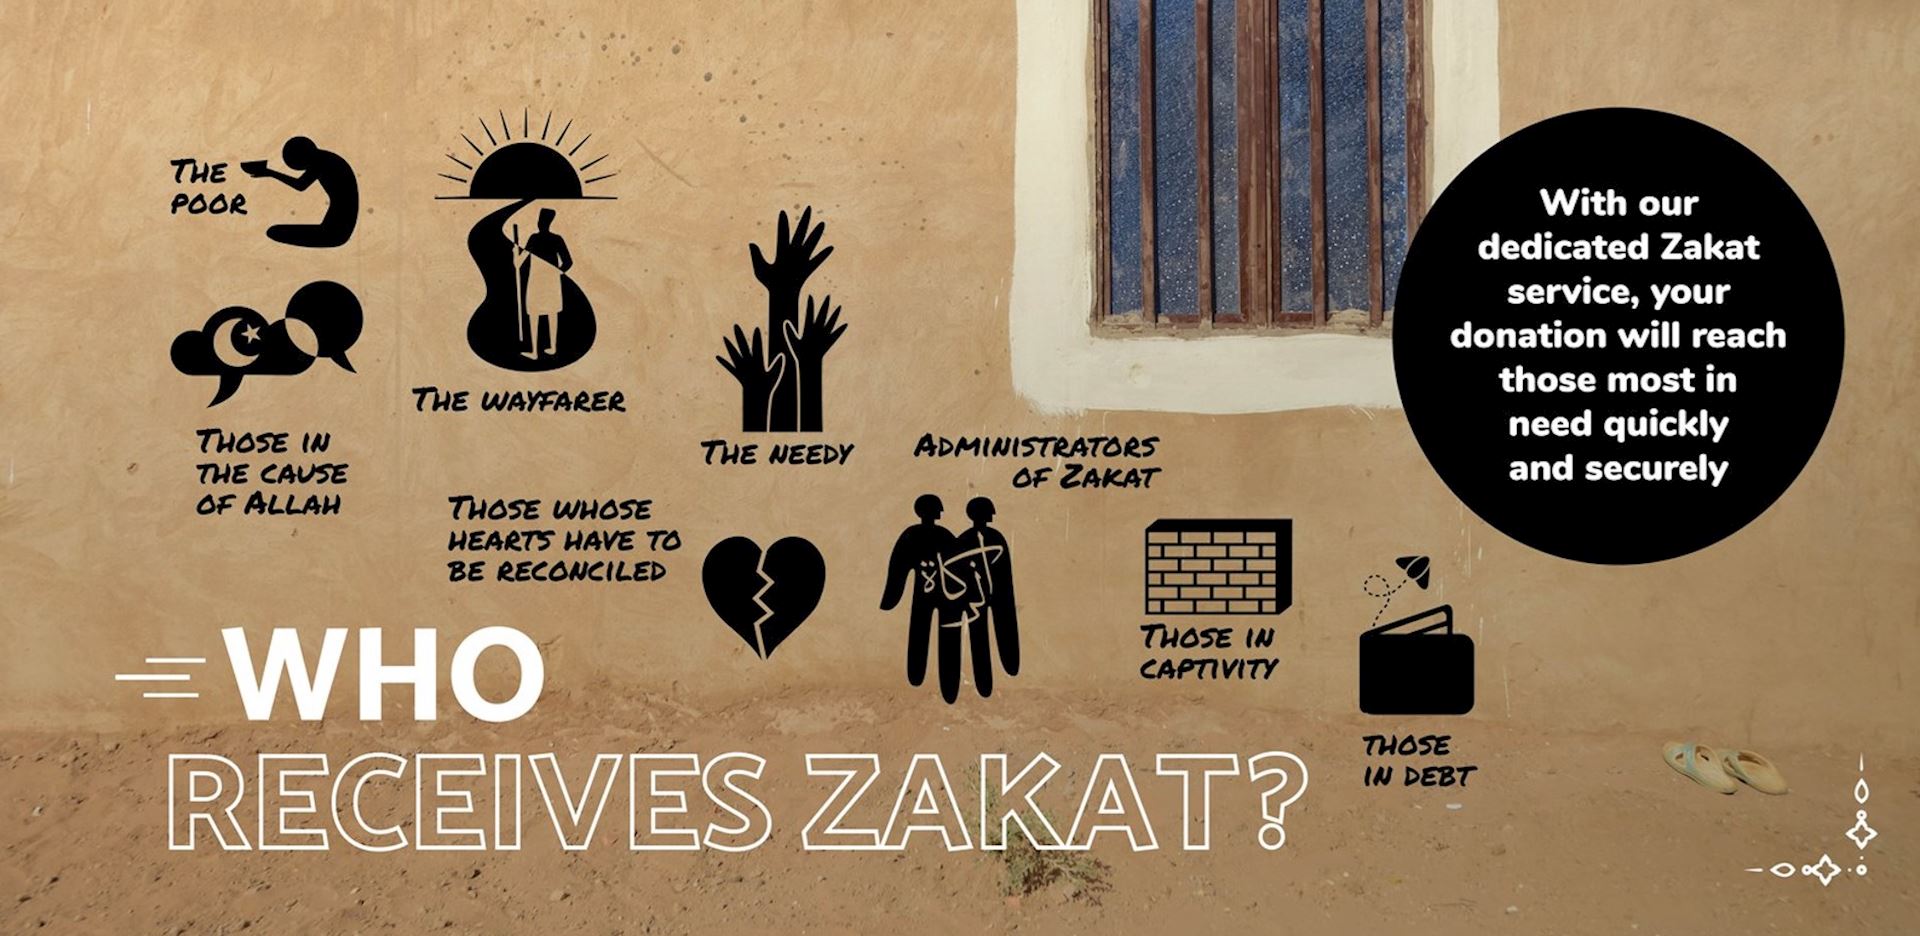 THE
POOR
THOSE IN
THE CAUSE
OF ALLAH
THE WAYFARER
THE NEEDY
THOSE WHOSE
HEARTS HAVE TO
BE RECONCILED
ADMINISTRATORS
OF ZAKAT
الزكاة
THOSE IN
CAPTIVITY
THOSE
IN DEBT
With our
dedicated Zakat
service, your
donation will reach
those most in
need quickly
and securely
WHO
RECEIVES ZAKAT?